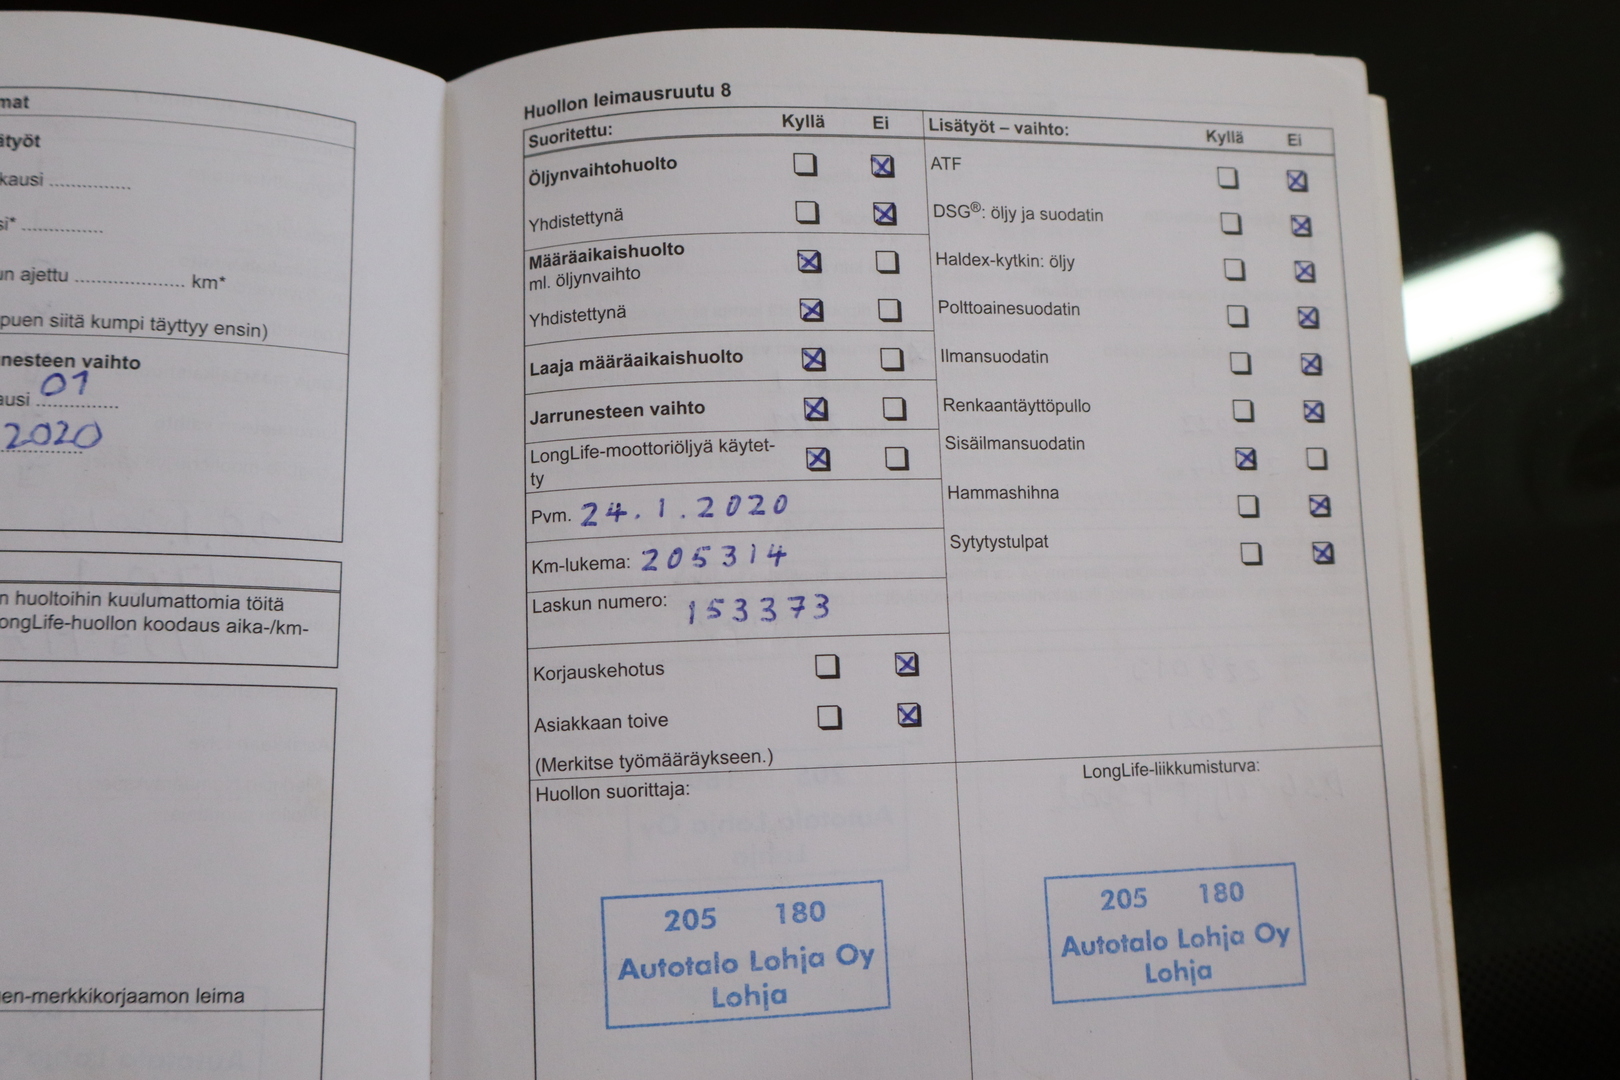 mat
ätyöt
kausi
si*
un ajettu km*
puen siitä kumpi täyttyy ensin)
nesteen vaihto
ausi 01
2020
n huoltoihin kuulumattomia töitä
ongLife-huollon koodaus aika-/km-
en-merkkikorjaamon leima
Huollon leimausruutu 8
Suoritettu: Kyllä Ei
Öljynvaihtohuolto
Yhdistettynä
Määräaikaishuolto
ml. öljynvaihto
Yhdistettynä
Laaja määräaikaishuolto
Jarrunesteen vaihto
LongLife-moottoriöljyä käytet-
ty
Pvm. 24.1.2020
Km-lukema: 205314
Laskun numero: 153373
Korjauskehotus
Asiakkaan toive
(Merkitse työmääräykseen.)
Huollon suorittaja:
205 180
Autotalo Lohja Oy
Lohja
Lisätyöt – vaihto: Kyllä Ei
ATF
DSG®: öljy ja suodatin
Haldex-kytkin: öljy
Polttoainesuodatin
Ilmansuodatin
Renkaantäyttöpullo
Sisäilmansuodatin
Hammashihna
Sytytystulpat
LongLife-liikkumisturva:
205 180
Autotalo Lohja Oy
Lohja